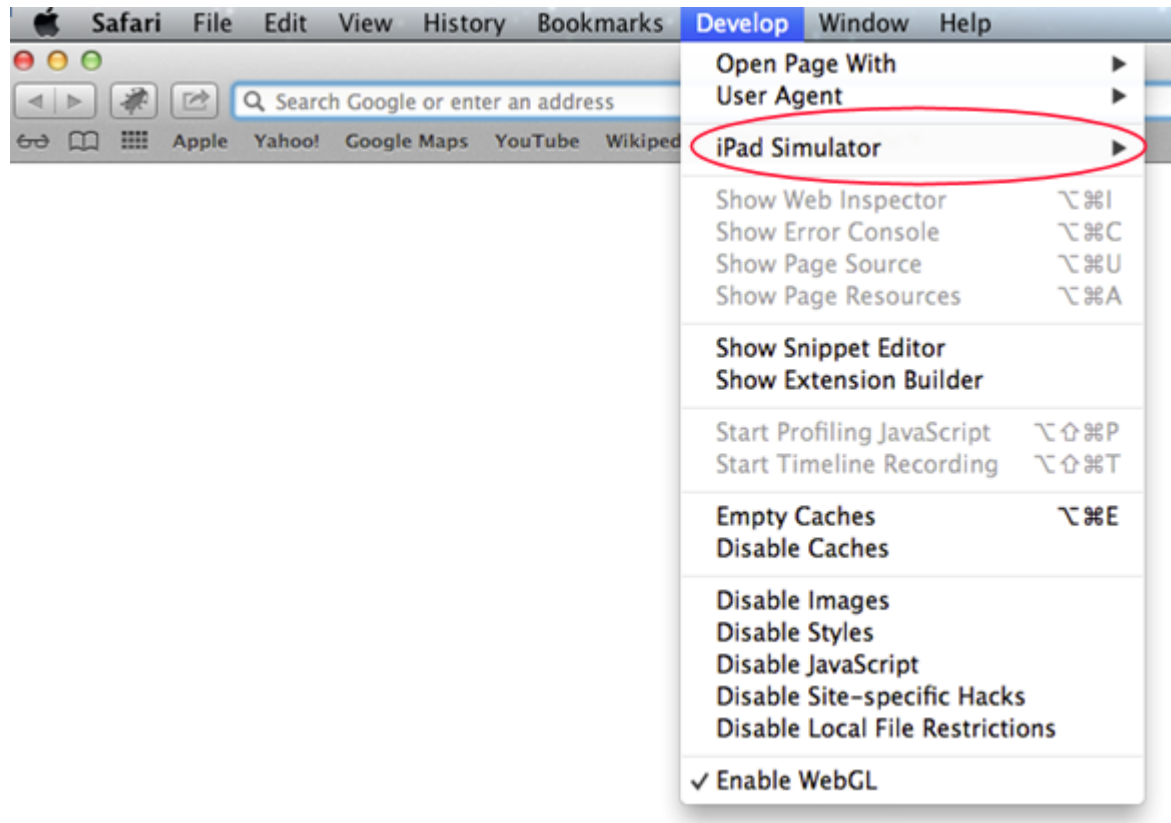 Safari File Edit View History Bookmarks Develop Window Help
Search Google or enter an address
Apple Yahoo! Google Maps YouTube Wikiped
Open Page With
User Agent
iPad Simulator
Show Web Inspector ⌥⌘I
Show Error Console ⌥⌘C
Show Page Source ⌥⌘U
Show Page Resources ⌥⌘A
Show Snippet Editor
Show Extension Builder
Start Profiling JavaScript ⌥⇧⌘P
Start Timeline Recording ⌥⇧⌘T
Empty Caches ⌥⌘E
Disable Caches
Disable Images
Disable Styles
Disable JavaScript
Disable Site-specific Hacks
Disable Local File Restrictions
✓ Enable WebGL